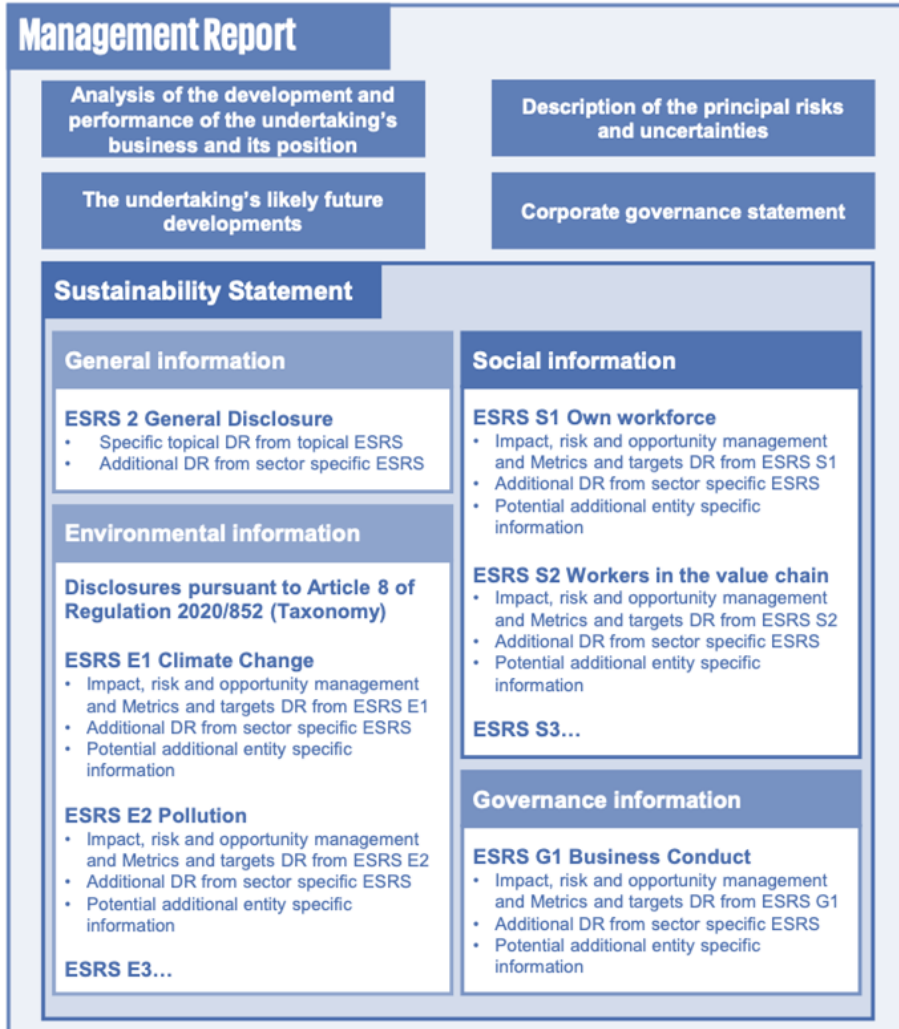 Management Report
Analysis of the development and
performance of the undertaking's
business and its position
Description of the principal risks
and uncertainties
The undertaking's likely future
developments
Corporate governance statement
Sustainability Statement
General information
ESRS 2 General Disclosure
• Specific topical DR from topical ESRS
• Additional DR from sector specific ESRS
Environmental information
Disclosures pursuant to Article 8 of
Regulation 2020/852 (Taxonomy)
ESRS E1 Climate Change
• Impact, risk and opportunity management
and Metrics and targets DR from ESRS E1
• Additional DR from sector specific ESRS
• Potential additional entity specific
information
ESRS E2 Pollution
• Impact, risk and opportunity management
and Metrics and targets DR from ESRS E2
• Additional DR from sector specific ESRS
• Potential additional entity specific
information
ESRS E3...
Social information
ESRS S1 Own workforce
• Impact, risk and opportunity management
and Metrics and targets DR from ESRS S1
• Additional DR from sector specific ESRS
• Potential additional entity specific
information
ESRS S2 Workers in the value chain
• Impact, risk and opportunity management
and Metrics and targets DR from ESRS S2
• Additional DR from sector specific ESRS
• Potential additional entity specific
information
ESRS S3...
Governance information
ESRS G1 Business Conduct
• Impact, risk and opportunity management
and Metrics and targets DR from ESRS G1
• Additional DR from sector specific ESRS
• Potential additional entity specific
information